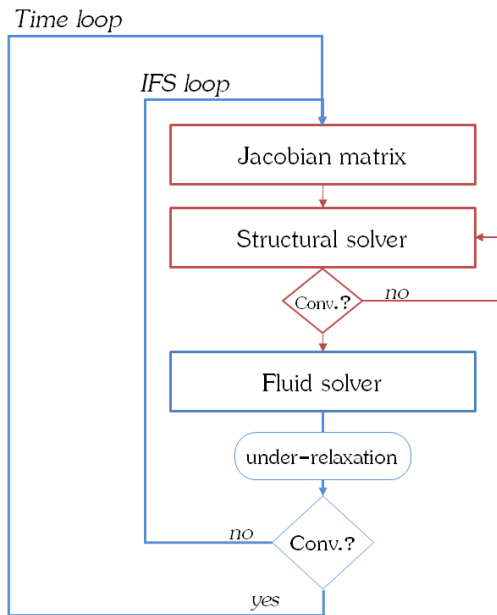 Time loop
IFS loop
Jacobian matrix
Structural solver
Conv.?
no
Fluid solver
under-relaxation
no
Conv.?
yes